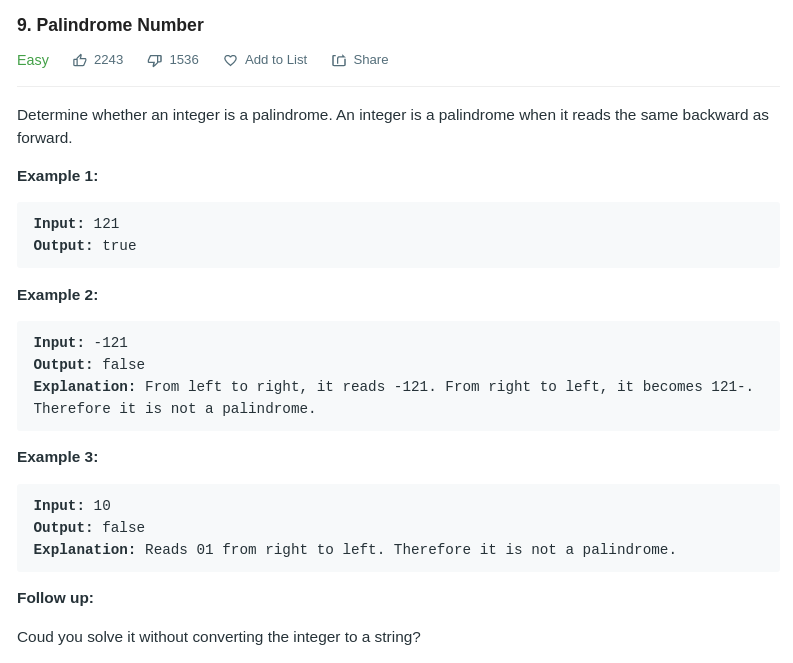 9. Palindrome Number
Easy 2243 1536 Add to List Share
Determine whether an integer is a palindrome. An integer is a palindrome when it reads the same backward as
forward.
Example 1:
Input: 121
Output: true
Example 2:
Input: -121
Output: false
Explanation: From left to right, it reads -121. From right to left, it becomes 121-.
Therefore it is not a palindrome.
Example 3:
Input: 10
Output: false
Explanation: Reads 01 from right to left. Therefore it is not a palindrome.
Follow up:
Coud you solve it without converting the integer to a string?